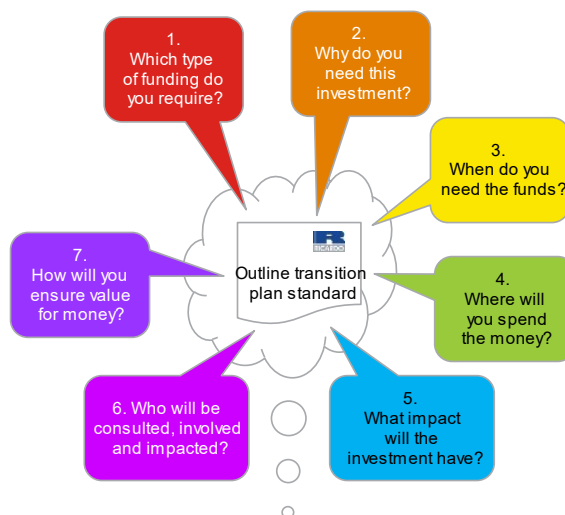 1.
Which type
of funding do
you require?
2.
Why do you
need this
investment?
3.
When do you
need the funds?
4.
Where will
you spend
the money?
5.
What impact
will the
investment have?
6. Who will be
consulted, involved
and impacted?
7.
How will you
ensure value
for money?
RICARDO
Outline transition
plan standard